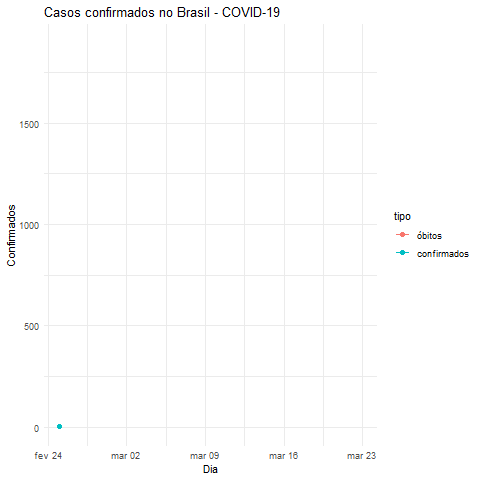 Casos confirmados no Brasil - COVID-19
1500
1000
500
0
Confirmados
fev 24
mar 02
mar 09
mar 16
mar 23
Dia
tipo
óbitos
confirmados